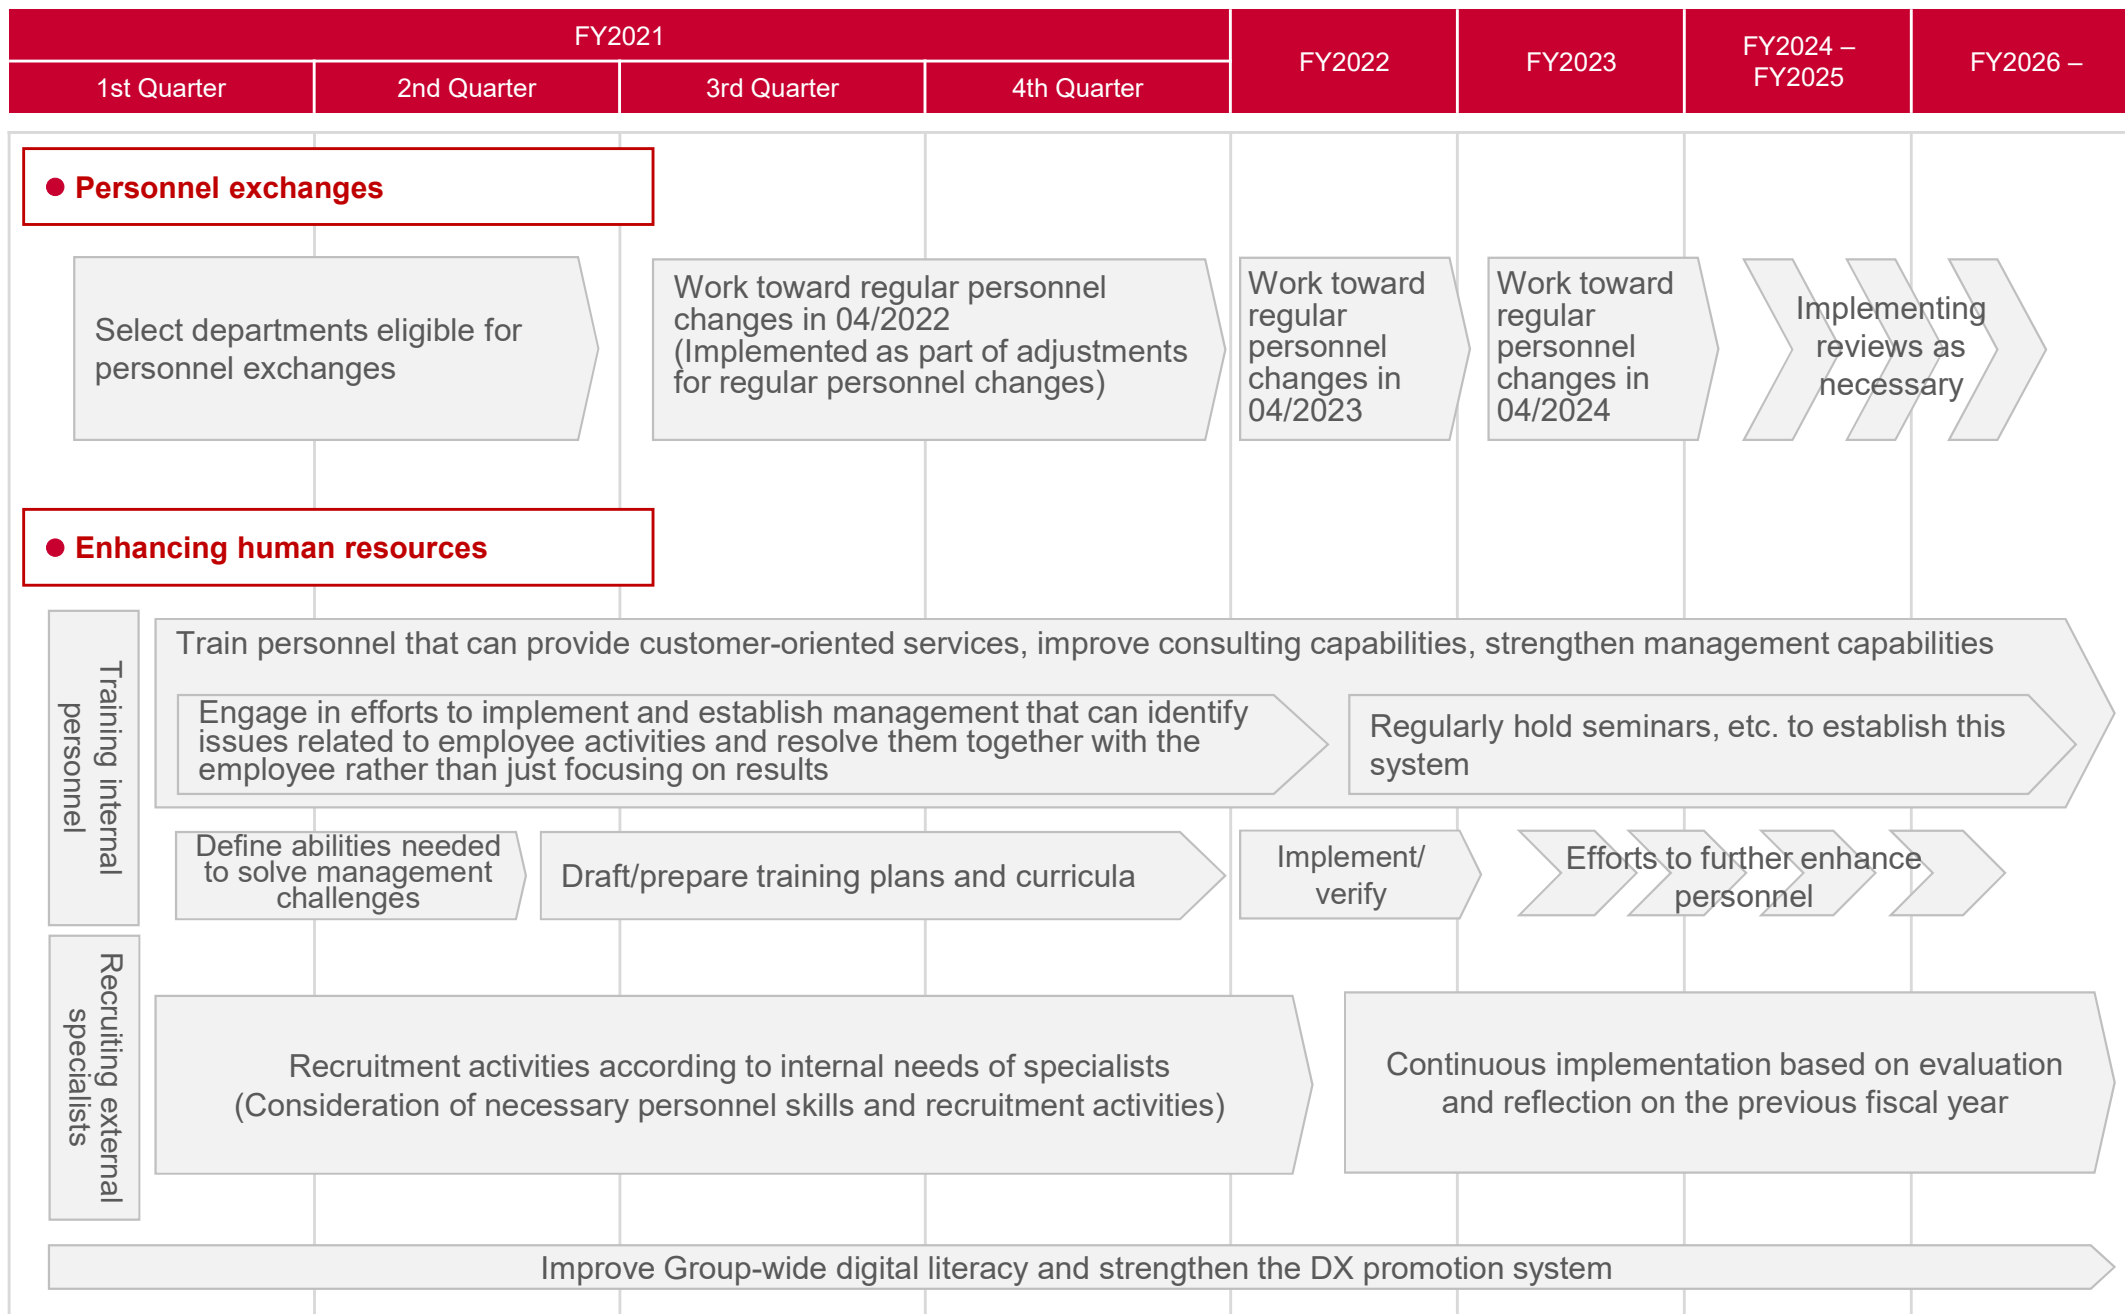 FY2021
FY2022
FY2023
FY2024 –
FY2025
FY2026 –
1st Quarter
2nd Quarter
3rd Quarter
4th Quarter
● Personnel exchanges
Select departments eligible for
personnel exchanges
Work toward regular personnel
changes in 04/2022
(Implemented as part of adjustments
for regular personnel changes)
Work toward
regular
personnel
changes in
04/2023
Work toward
regular
personnel
changes in
04/2024
Implementing
reviews as
necessary
● Enhancing human resources
Training internal
personnel
Train personnel that can provide customer-oriented services, improve consulting capabilities, strengthen management capabilities
Engage in efforts to implement and establish management that can identify
issues related to employee activities and resolve them together with the
employee rather than just focusing on results
Regularly hold seminars, etc. to establish this
system
Define abilities needed
to solve management
challenges
Draft/prepare training plans and curricula
Implement/
verify
Efforts to further enhance
personnel
Recruiting external
specialists
Recruitment activities according to internal needs of specialists
(Consideration of necessary personnel skills and recruitment activities)
Continuous implementation based on evaluation
and reflection on the previous fiscal year
Improve Group-wide digital literacy and strengthen the DX promotion system